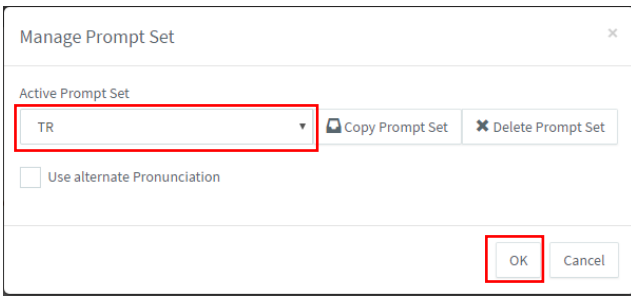 Manage Prompt Set ×
Active Prompt Set
TR Copy Prompt Set Delete Prompt Set
Use alternate Pronunciation
OK Cancel